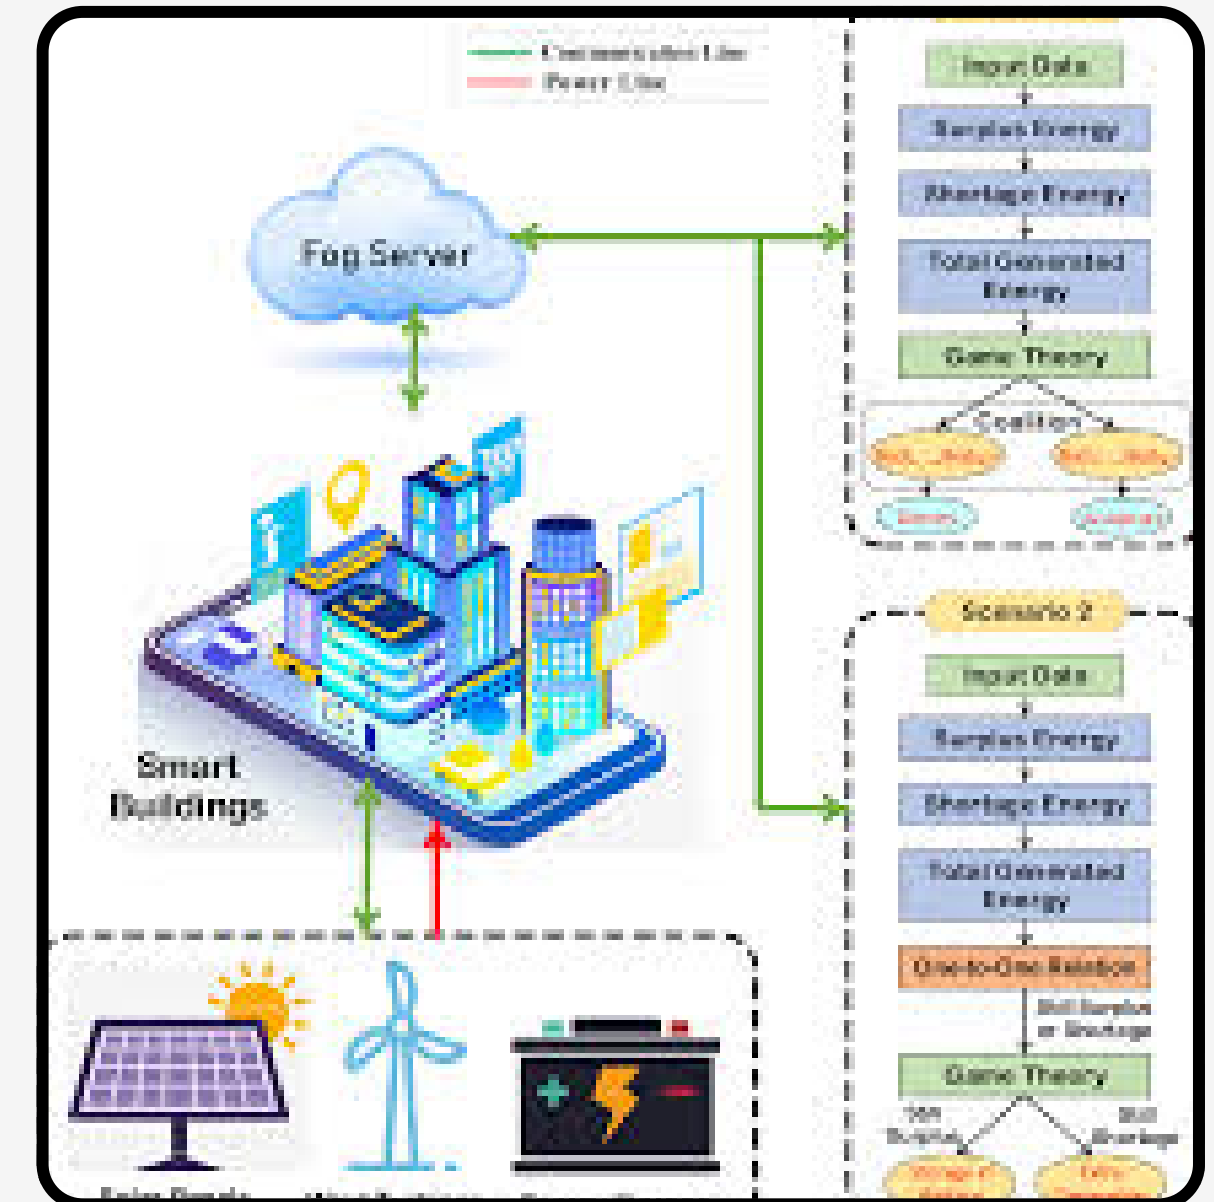 Communication Line
Power Line
Fog Server
Smart
Buildings
Input Data
Surplus Energy
Shortage Energy
Total Generated
Energy
Game Theory
Coalition
Scenario 2
Input Data
Surplus Energy
Shortage Energy
Total Generated
Energy
One-to-One Relation
Still Surplus
or Shortage
Game Theory
Still
Surplus
Still
Shortage